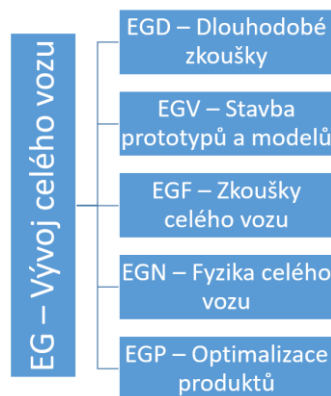 EG – Vývoj celého vozu
EGD – Dlouhodobé
zkoušky
EGV – Stavba
prototypů a modelů
EGF – Zkoušky
celého vozu
EGN – Fyzika celého
vozu
EGP – Optimalizace
produktů